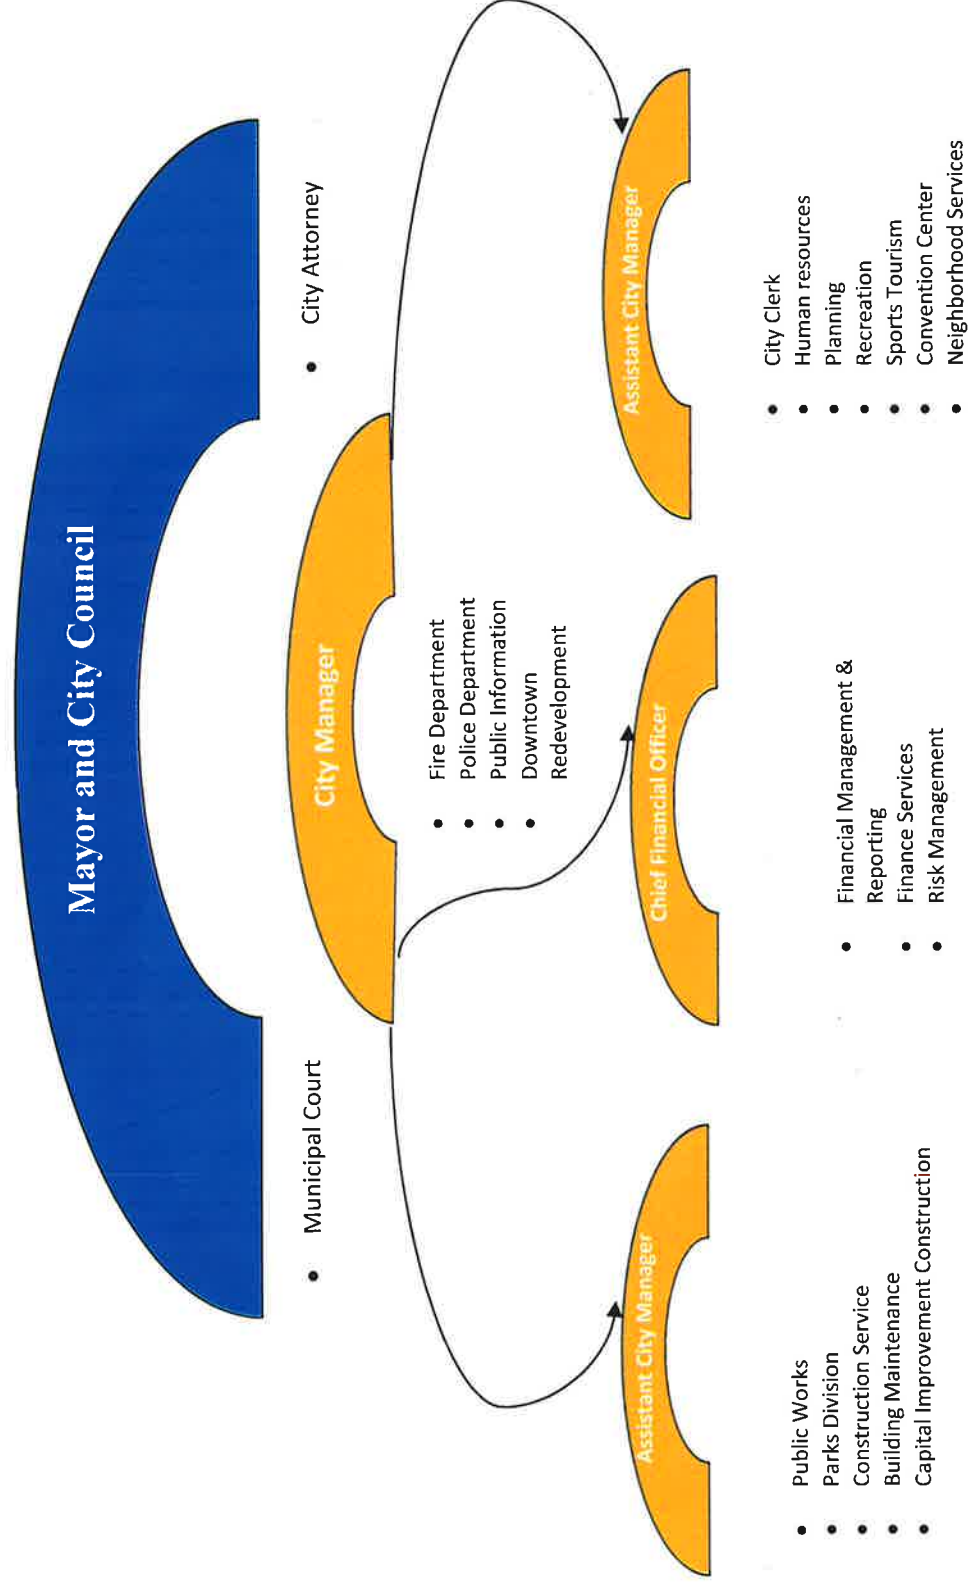 Mayor and City Council
• Municipal Court
• City Attorney
City Manager
• Fire Department
• Police Department
• Public Information
• Downtown
Redevelopment
Assistant City Manager
• Public Works
• Parks Division
• Construction Service
• Building Maintenance
• Capital Improvement Construction
Chief Financial Officer
• Financial Management &
Reporting
• Finance Services
• Risk Management
Assistant City Manager
• City Clerk
• Human resources
• Planning
• Recreation
• Sports Tourism
• Convention Center
• Neighborhood Services